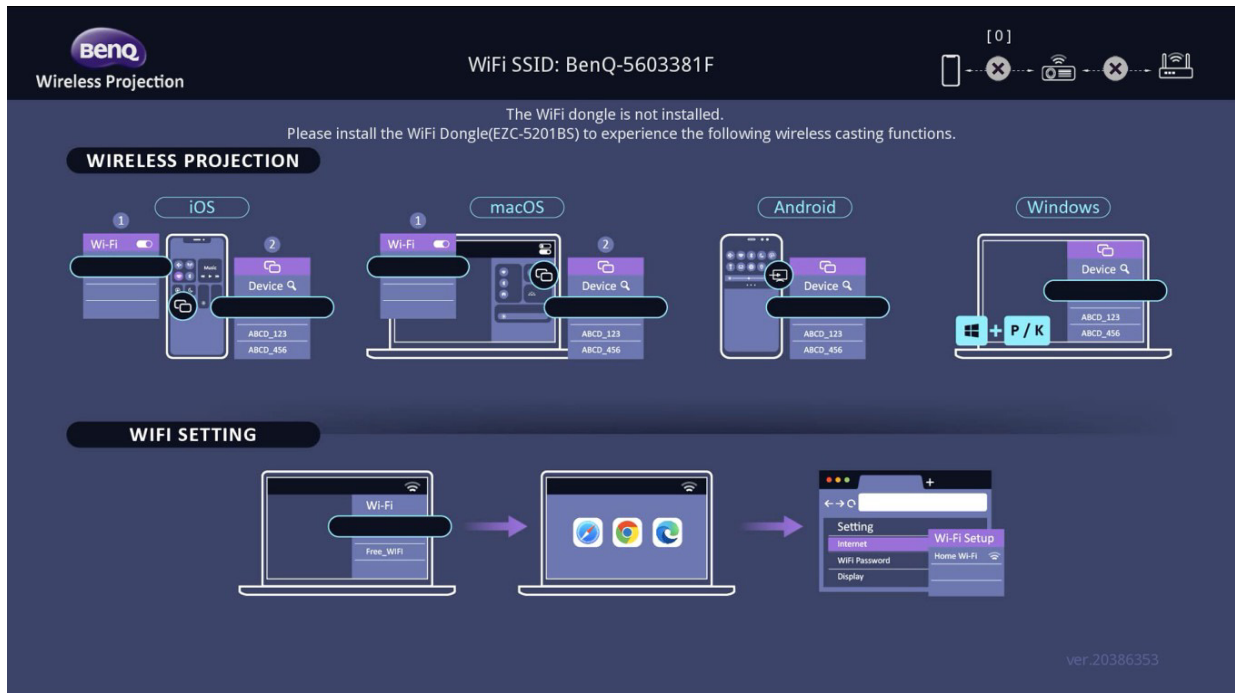 BenQ
Wireless Projection
WiFi SSID: BenQ-5603381F
[ 0 ]
The WiFi dongle is not installed.
Please install the WiFi Dongle(EZC-5201BS) to experience the following wireless casting functions.
WIRELESS PROJECTION
iOS
1
Wi-Fi
Music
2
Device
ABCD_123
ABCD_456
macOS
1
Wi-Fi
2
Device
ABCD_123
ABCD_456
Android
Device
ABCD_123
ABCD_456
Windows
Device
ABCD_123
ABCD_456
+ P / K
WIFI SETTING
Wi-Fi
Free_WIFI
+
Setting
Internet
WiFi Password
Display
Wi-Fi Setup
Home Wi-Fi
ver.20386353